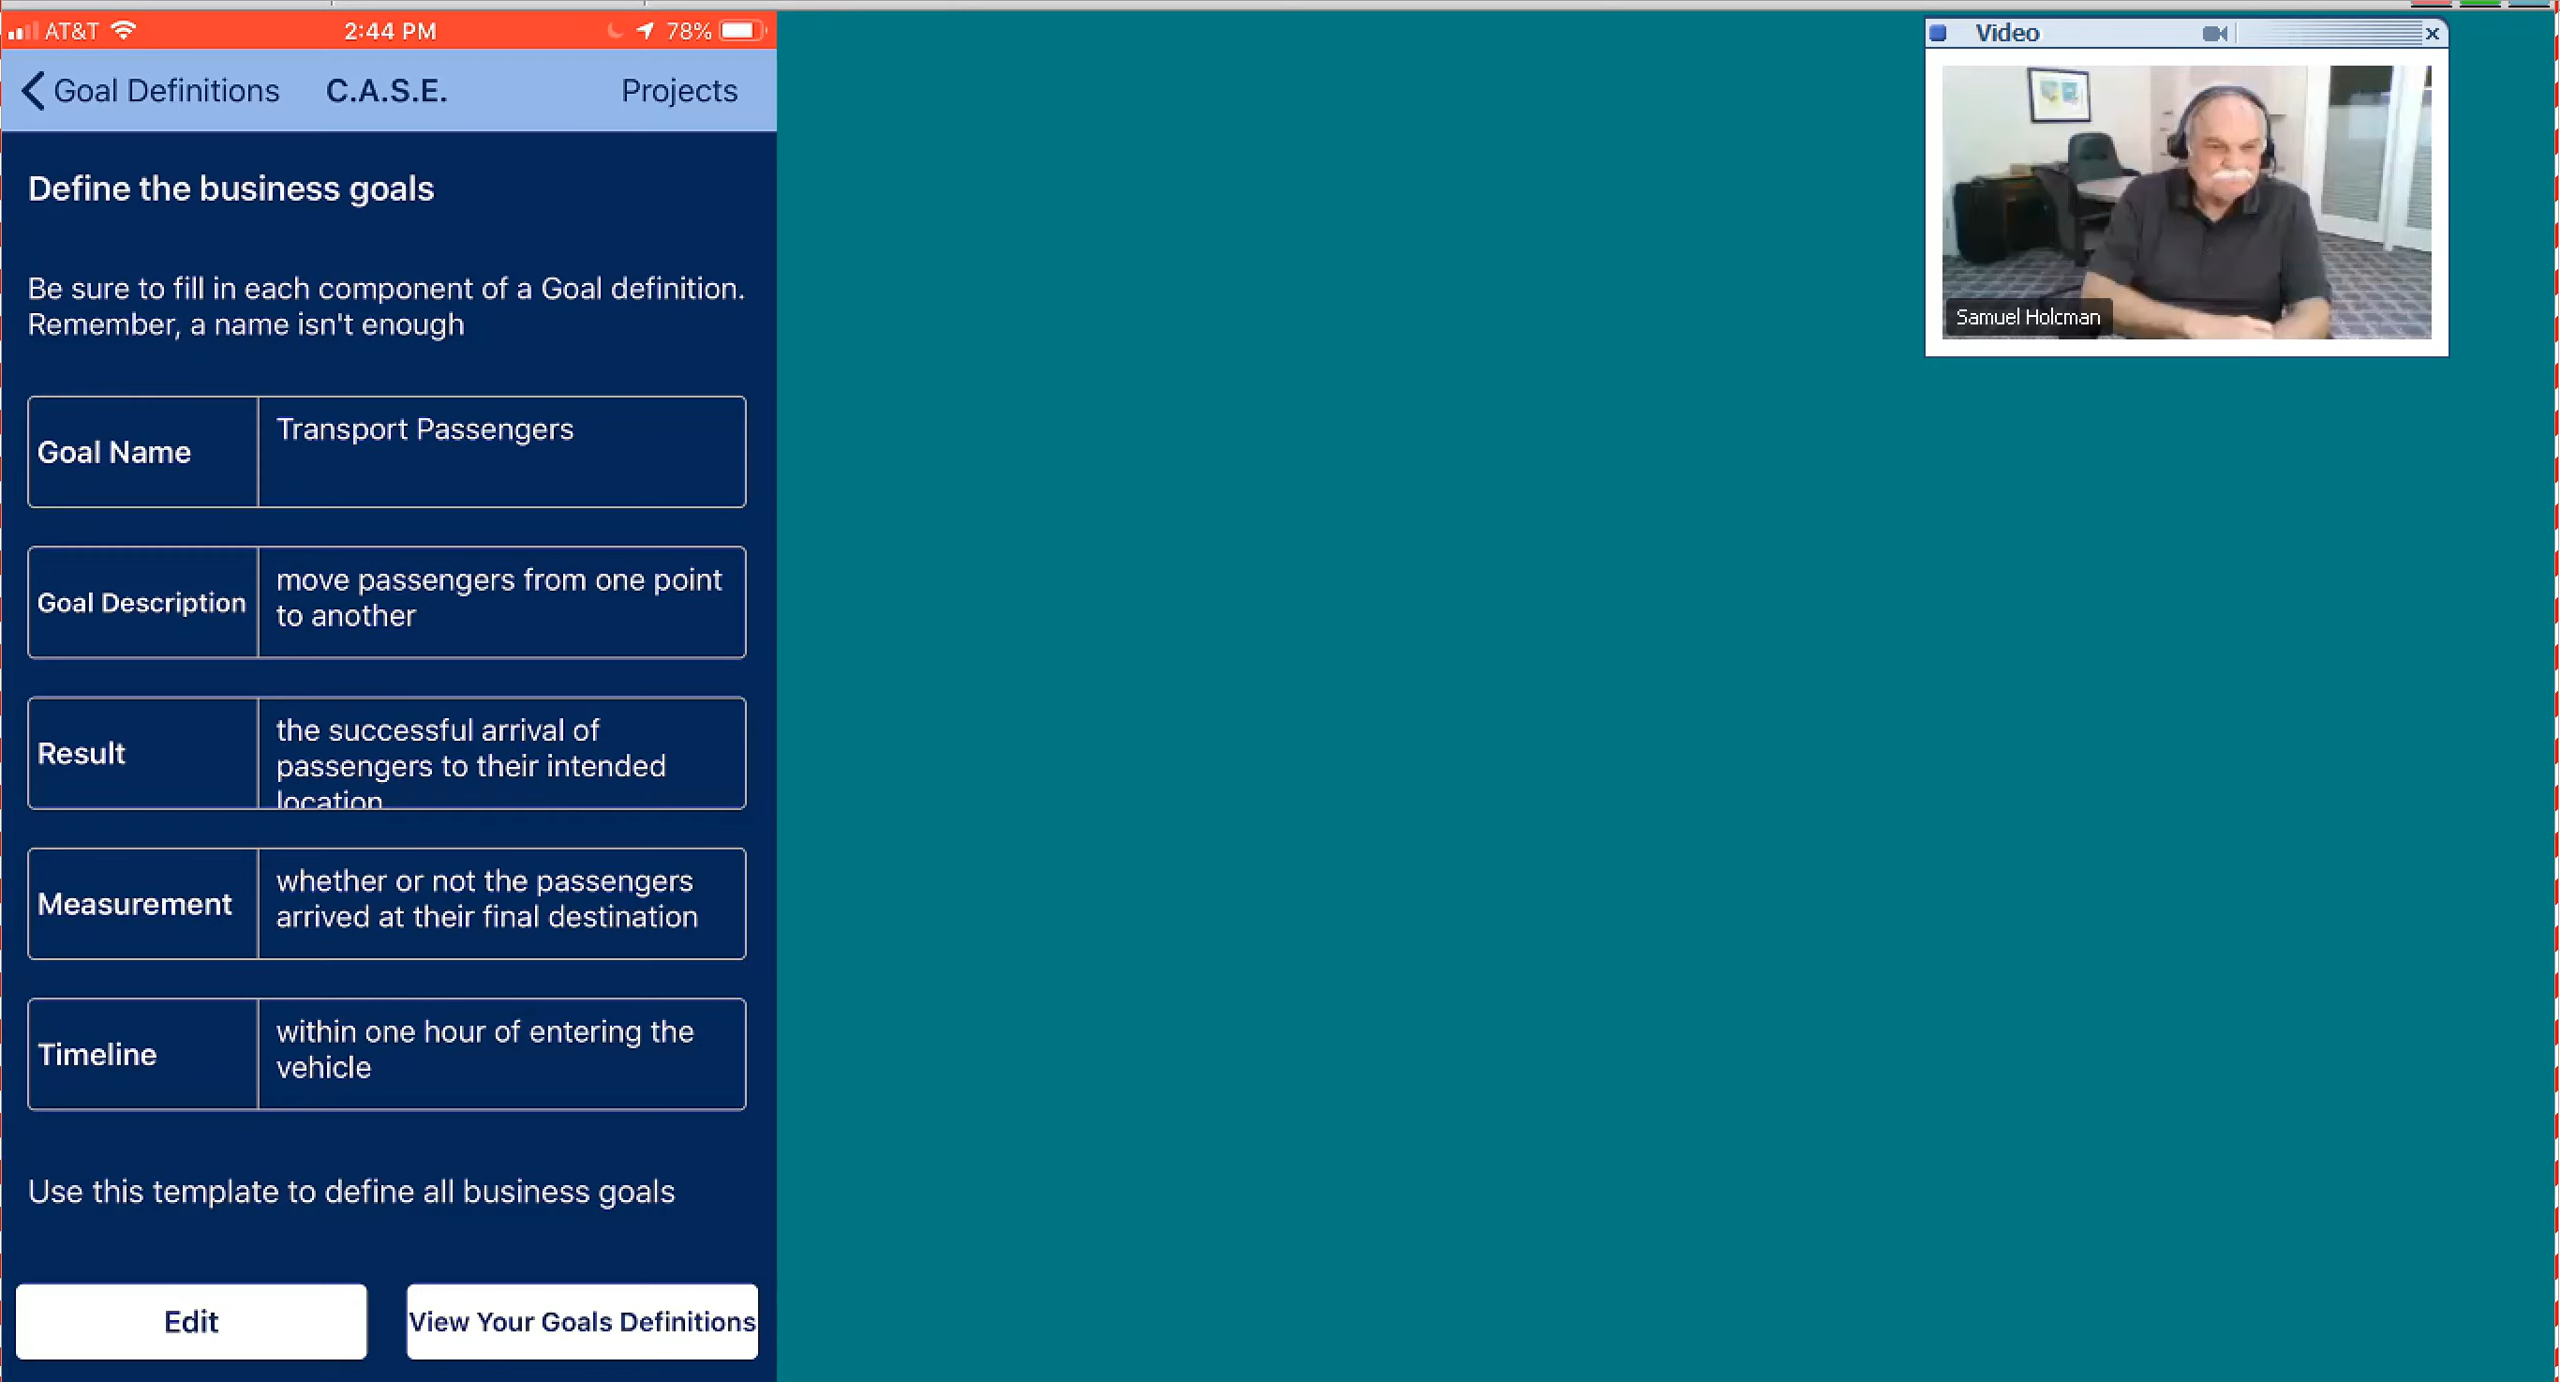 AT&T 2:44 PM 78%
Goal Definitions C.A.S.E. Projects
Define the business goals
Be sure to fill in each component of a Goal definition.
Remember, a name isn't enough
Goal Name
Transport Passengers
Goal Description
move passengers from one point
to another
Result
the successful arrival of
passengers to their intended
location
Measurement
whether or not the passengers
arrived at their final destination
Timeline
within one hour of entering the
vehicle
Use this template to define all business goals
Edit
View Your Goals Definitions
Video
Samuel Holcman